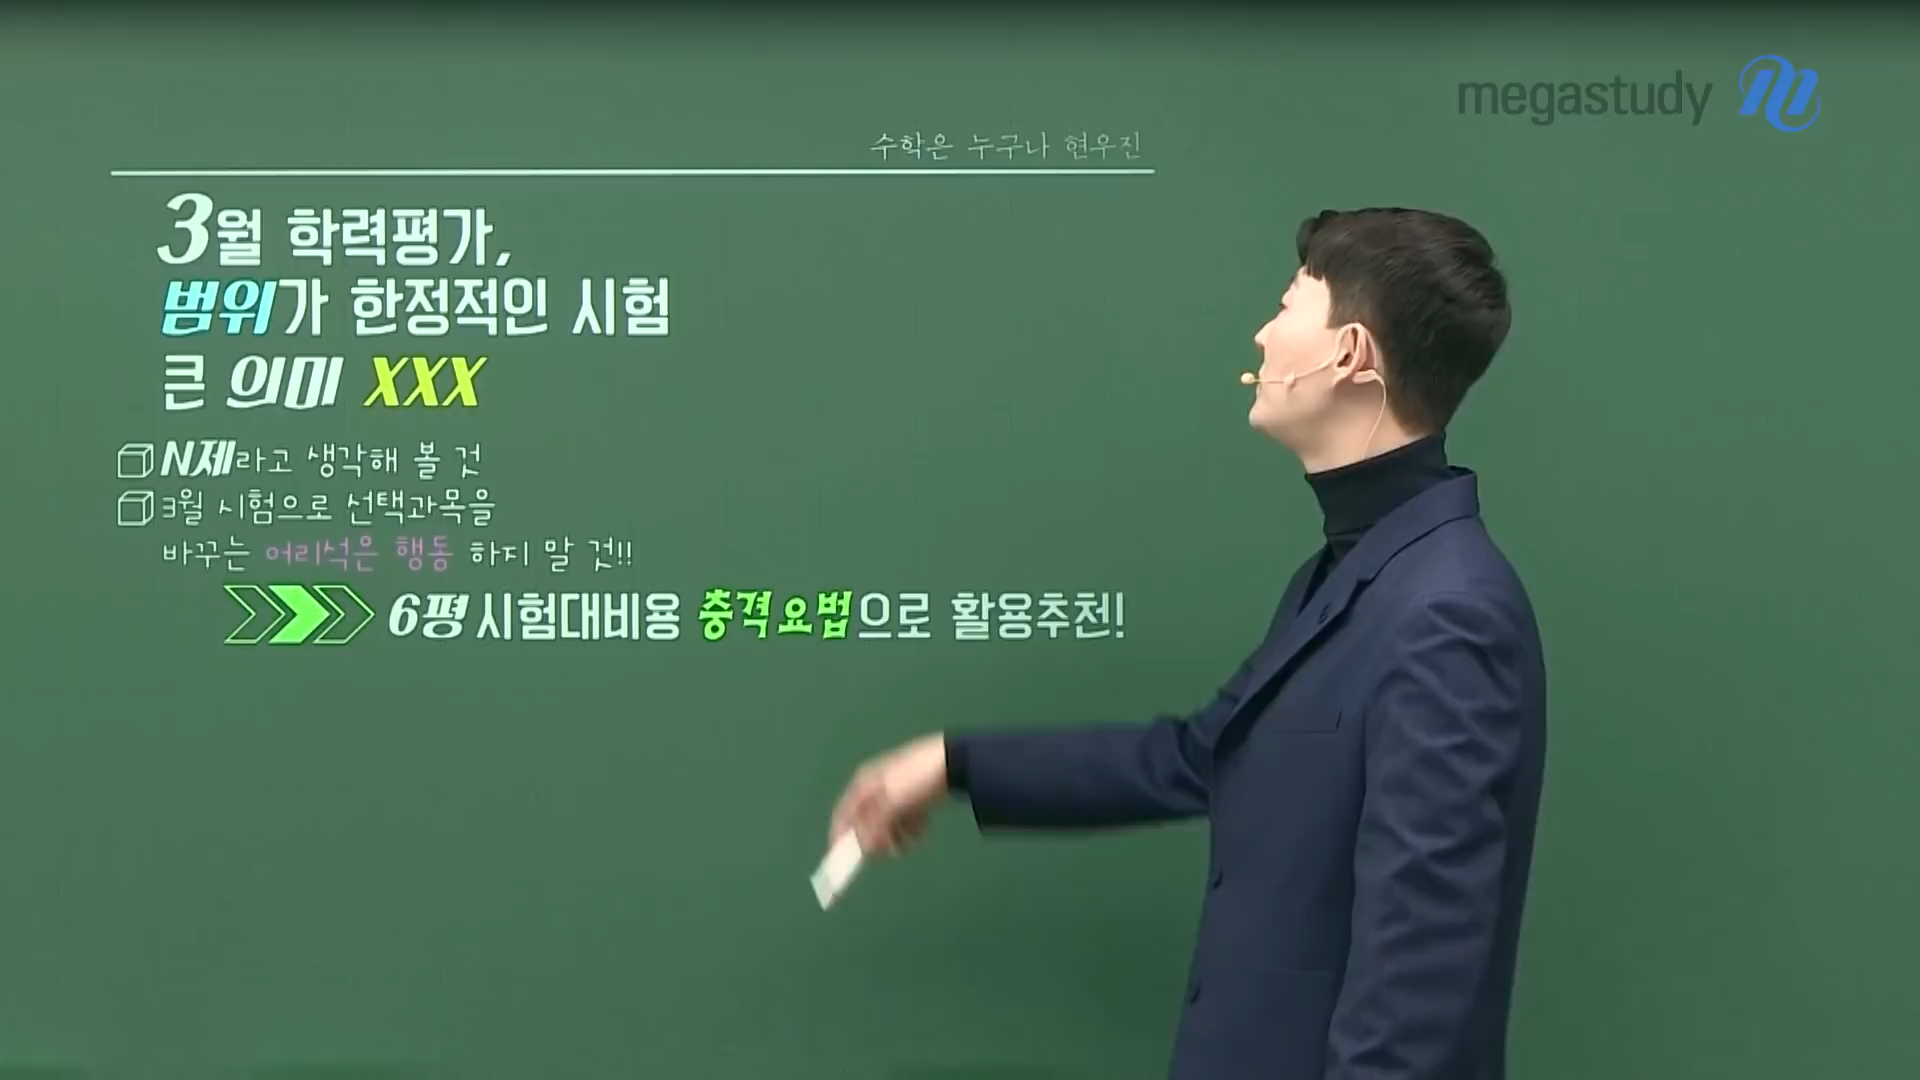 megastudy
수학은 누구나 현우진
3월 학력평가,
범위가 한정적인 시험
큰 의미 XXX
N제라고 생각해 볼 것
3월 시험으로 선택과목을
바꾸는 어리석은 행동 하지 말 것!!
6평 시험대비용 충격요법으로 활용추천!